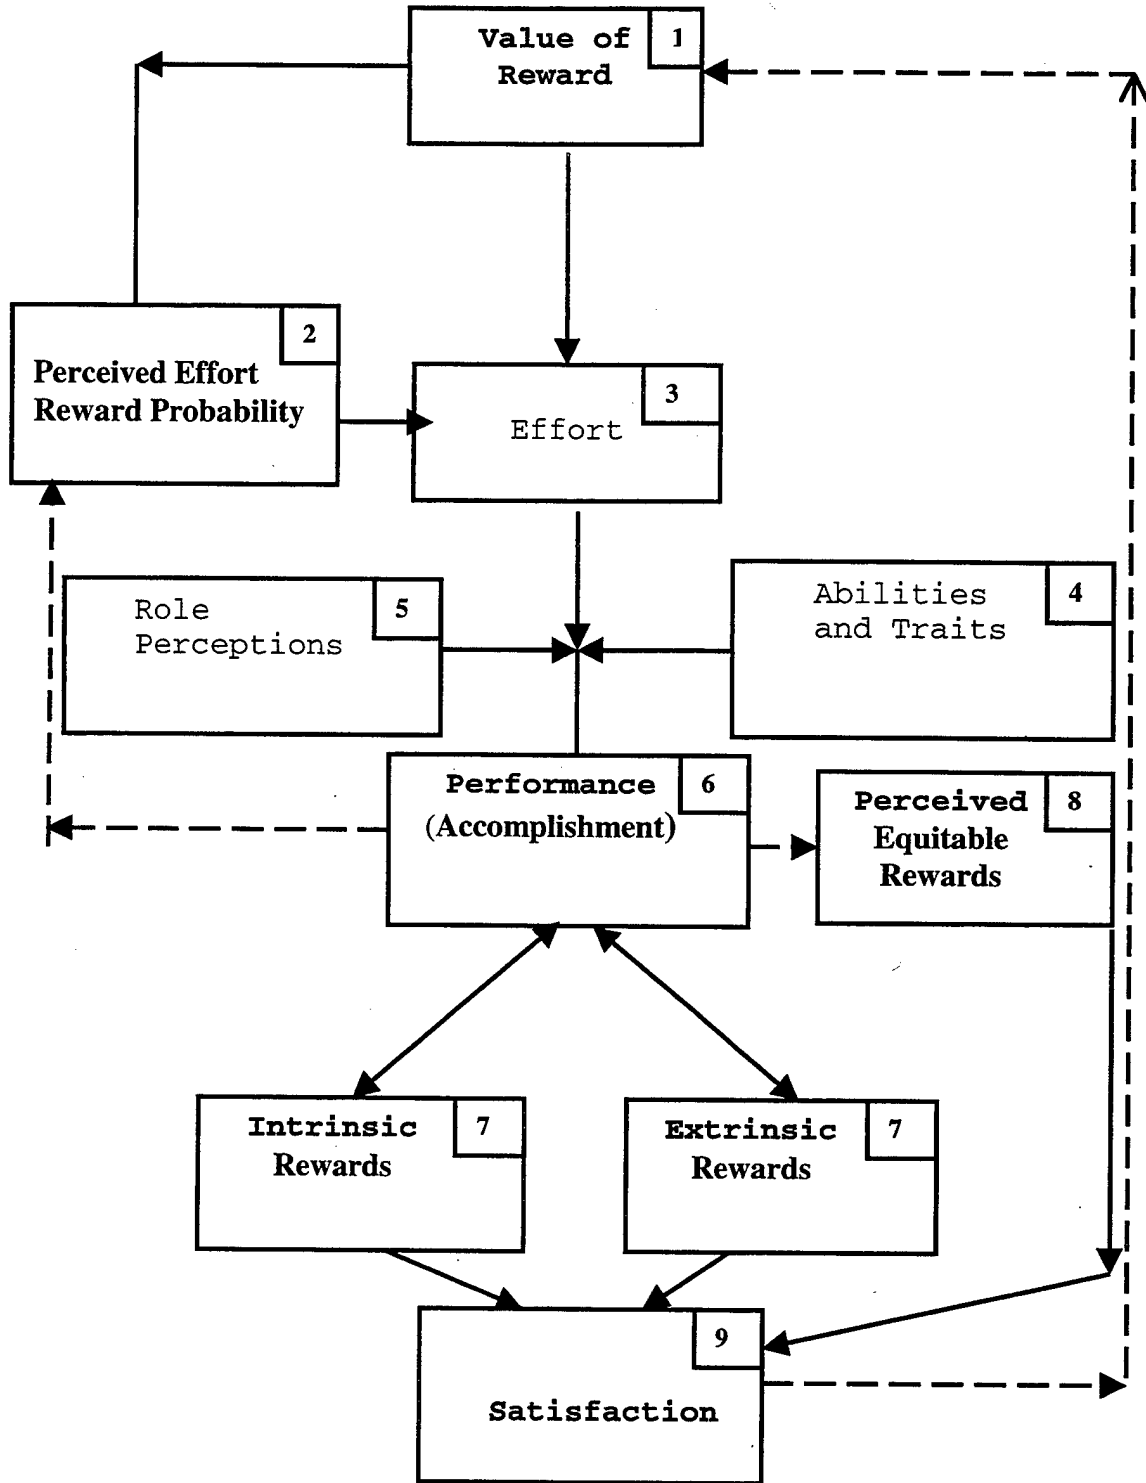 Value of
Reward
1
2
Perceived Effort
Reward Probability
3
Effort
Role
Perceptions
5
Abilities
and Traits
4
Performance
(Accomplishment)
6
Perceived
Equitable
Rewards
8
Intrinsic
Rewards
7
Extrinsic
Rewards
7
9
Satisfaction